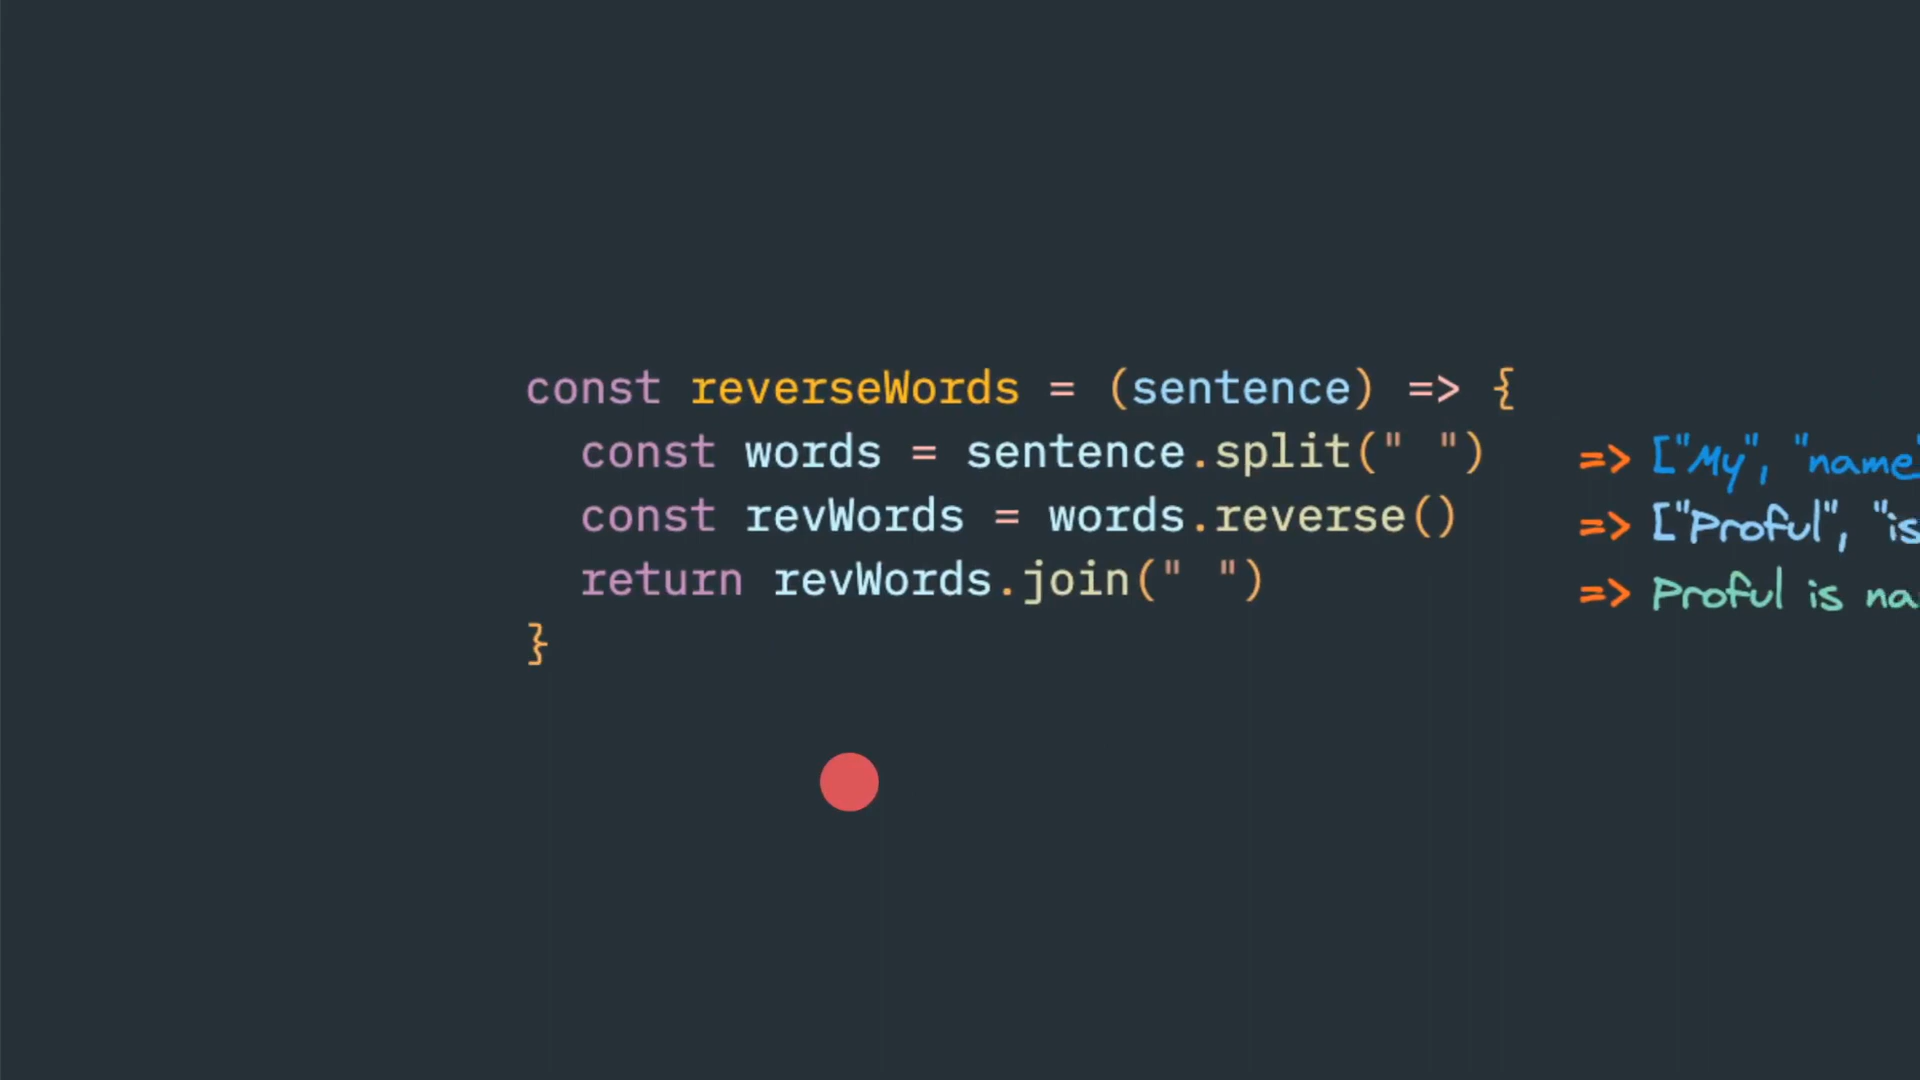 const reverseWords = (sentence) => {
const words = sentence.split(" ") => ["My", "name"
const revWords = words.reverse() => ["Proful", "is
return revWords.join(" ") => Proful is na
}